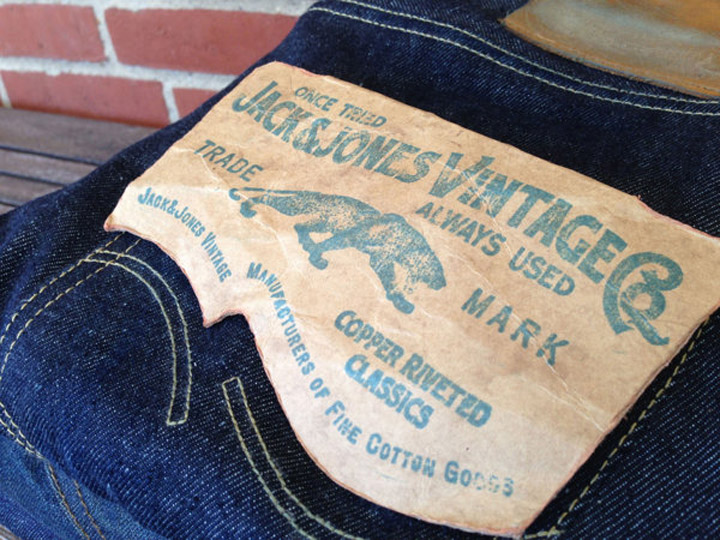 ONCE TRIED
JACK&JONES VINTAGE CO
ALWAYS USED
TRADE MARK
JACK&JONES VINTAGE
MANUFACTURERS OF FINE COTTON GOODS
COPPER RIVETED
CLASSICS